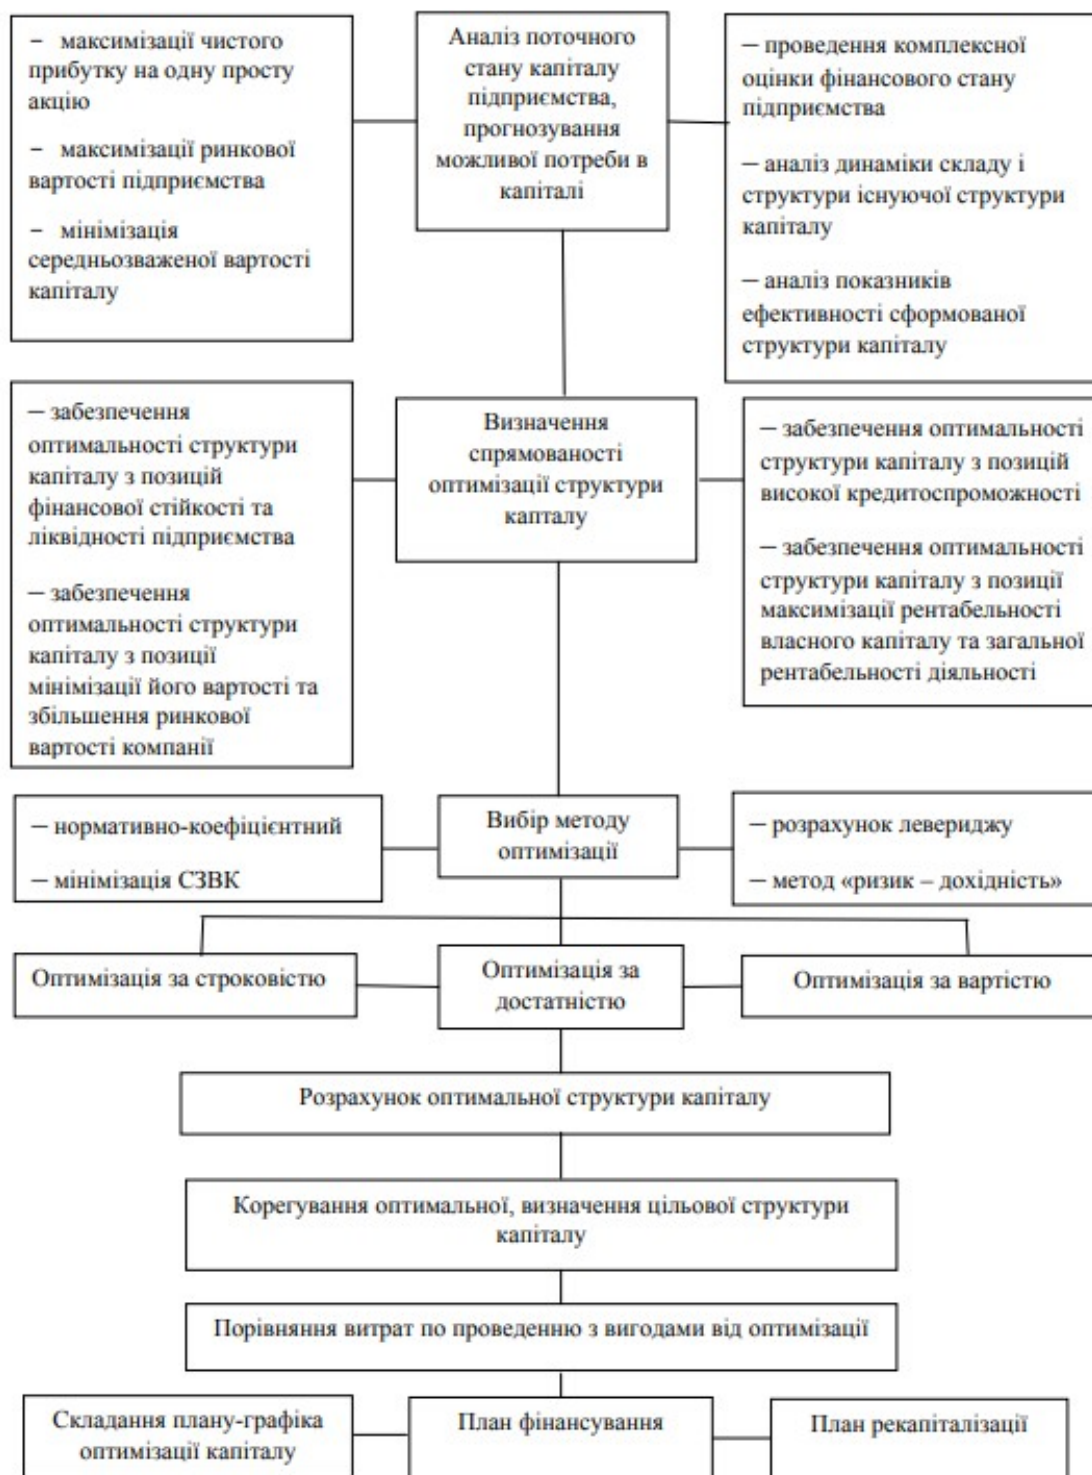 – максимізації чистого
прибутку на одну просту
акцію
– максимізації ринкової
вартості підприємства
– мінімізація
середньозваженої вартості
капіталу
Аналіз поточного
стану капіталу
підприємства,
прогнозування
можливої потреби в
капіталі
— проведення комплексної
оцінки фінансового стану
підприємства
— аналіз динаміки складу і
структури існуючої структури
капіталу
— аналіз показників
ефективності сформованої
структури капіталу
— забезпечення
оптимальності структури
капіталу з позицій
фінансової стійкості та
ліквідності підприємства
— забезпечення
оптимальності структури
капіталу з позиції
мінімізації його вартості та
збільшення ринкової
вартості компанії
Визначення
спрямованості
оптимізації структури
капталу
— забезпечення оптимальності
структури капіталу з позицій
високої кредитоспроможності
— забезпечення оптимальності
структури капіталу з позиції
максимізації рентабельності
власного капіталу та загальної
рентабельності діяльності
— нормативно-коефіцієнтний
— мінімізація СЗВК
Вибір методу
оптимізації
— розрахунок левериджу
— метод «ризик – дохідність»
Оптимізація за строковістю
Оптимізація за
достатністю
Оптимізація за вартістю
Розрахунок оптимальної структури капіталу
Корегування оптимальної, визначення цільової структури
капіталу
Порівняння витрат по проведенню з вигодами від оптимізації
Складання плану-графіка
оптимізації капіталу
План фінансування
План рекапіталізації